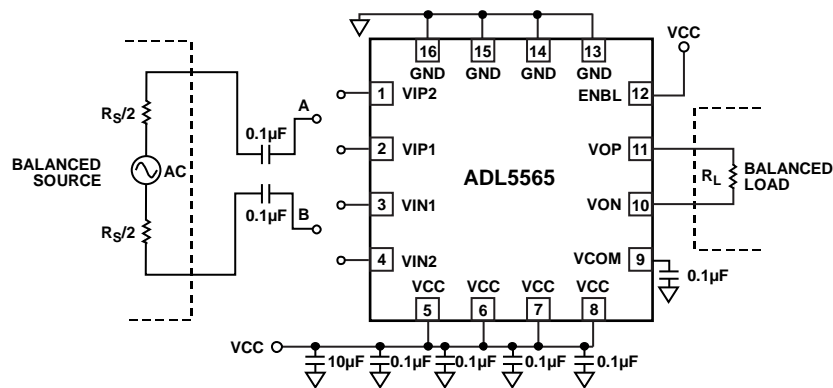 VCC
16 15 14 13
GND GND GND GND
1 VIP2
ENBL 12
RS/2
A
0.1µF
2 VIP1
VOP 11
BALANCED
SOURCE
AC
ADL5565
RL
BALANCED
LOAD
0.1µF
B
3 VIN1
VON 10
RS/2
4 VIN2
VCOM 9
0.1µF
VCC VCC VCC VCC
5 6 7 8
VCC
10µF 0.1µF 0.1µF 0.1µF 0.1µF